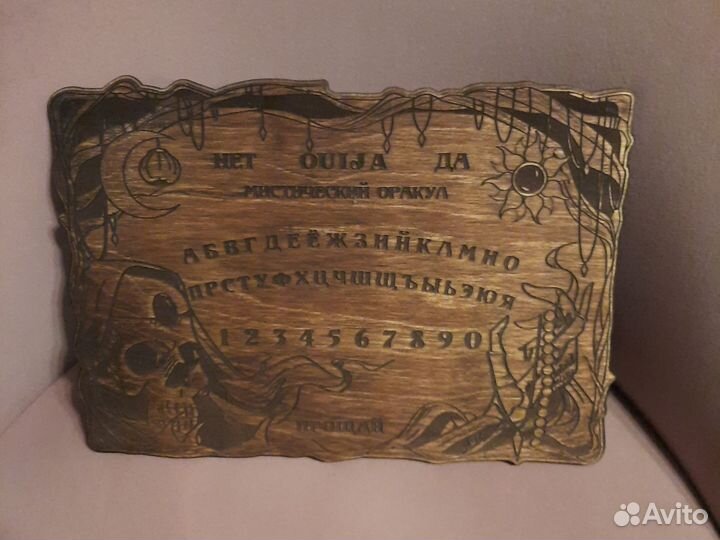 НЕТ OUIJA ДА
МИСТИЧЕСКИЙ ОРАКУЛ
АБВГДЕЁЖЗИЙКЛМНО
ПРСТУФХЦЧШЩЪЫЬЭЮЯ
1234567890
ПРОЩАЙ
Avito